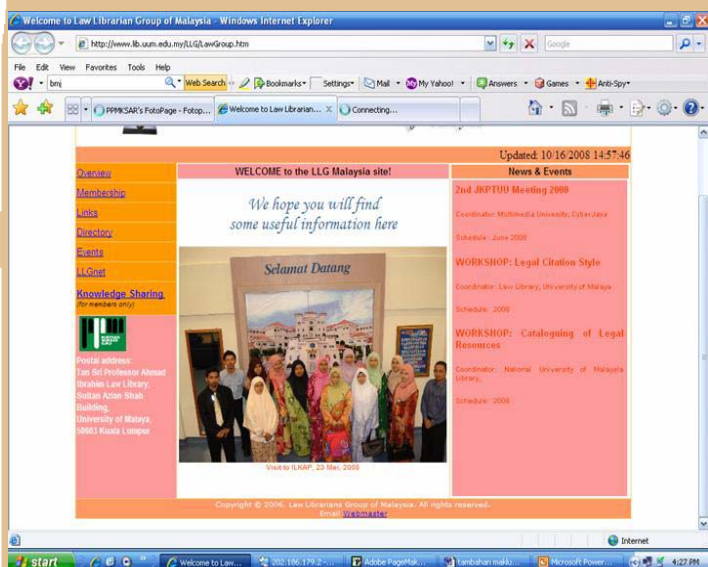 Welcome to Law Librarian Group of Malaysia - Windows Internet Explorer
http://www.lib.uum.edu.my/LLG/LawGroup.htm
Google
File Edit View Favorites Tools Help
Y! bmj Web Search Bookmarks Settings Mail My Yahoo! Answers Games Anti-Spy
PPMKSAR's FotoPage - Fotop... Welcome to Law Librarian... X Connecting...
Updated: 10/16/2008 14:57:46
Overview
Membership
Links
Directory
Events
LLGnet
Knowledge Sharing
(for members only)
Postal address:
Tan Sri Professor Ahmad
Ibrahim Law Library,
Sultan Azlan Shah
Building,
University of Malaya,
50603 Kuala Lumpur
WELCOME to the LLG Malaysia site!
We hope you will find
some useful information here
Selamat Datang
Visit to ILKAP, 23 Mei, 2008
News & Events
2nd JKPTUU Meeting 2008
Coordinator: Multimedia University, CyberJaya
Schedule : June 2008
WORKSHOP: Legal Citation Style
Coordinator: Law Library, University of Malaya
Schedule: 2008
WORKSHOP: Cataloguing of Legal
Resources
Coordinator: National University of Malaysia
Library,
Schedule : 2008
Copyright © 2006. Law Librarians Group of Malaysia. All rights reserved.
Email Webmaster
Internet
start Welcome to Law... 202.186.179.2 -... Adobe PageMak... tambahan maklu... Microsoft Power... 4:27 PM